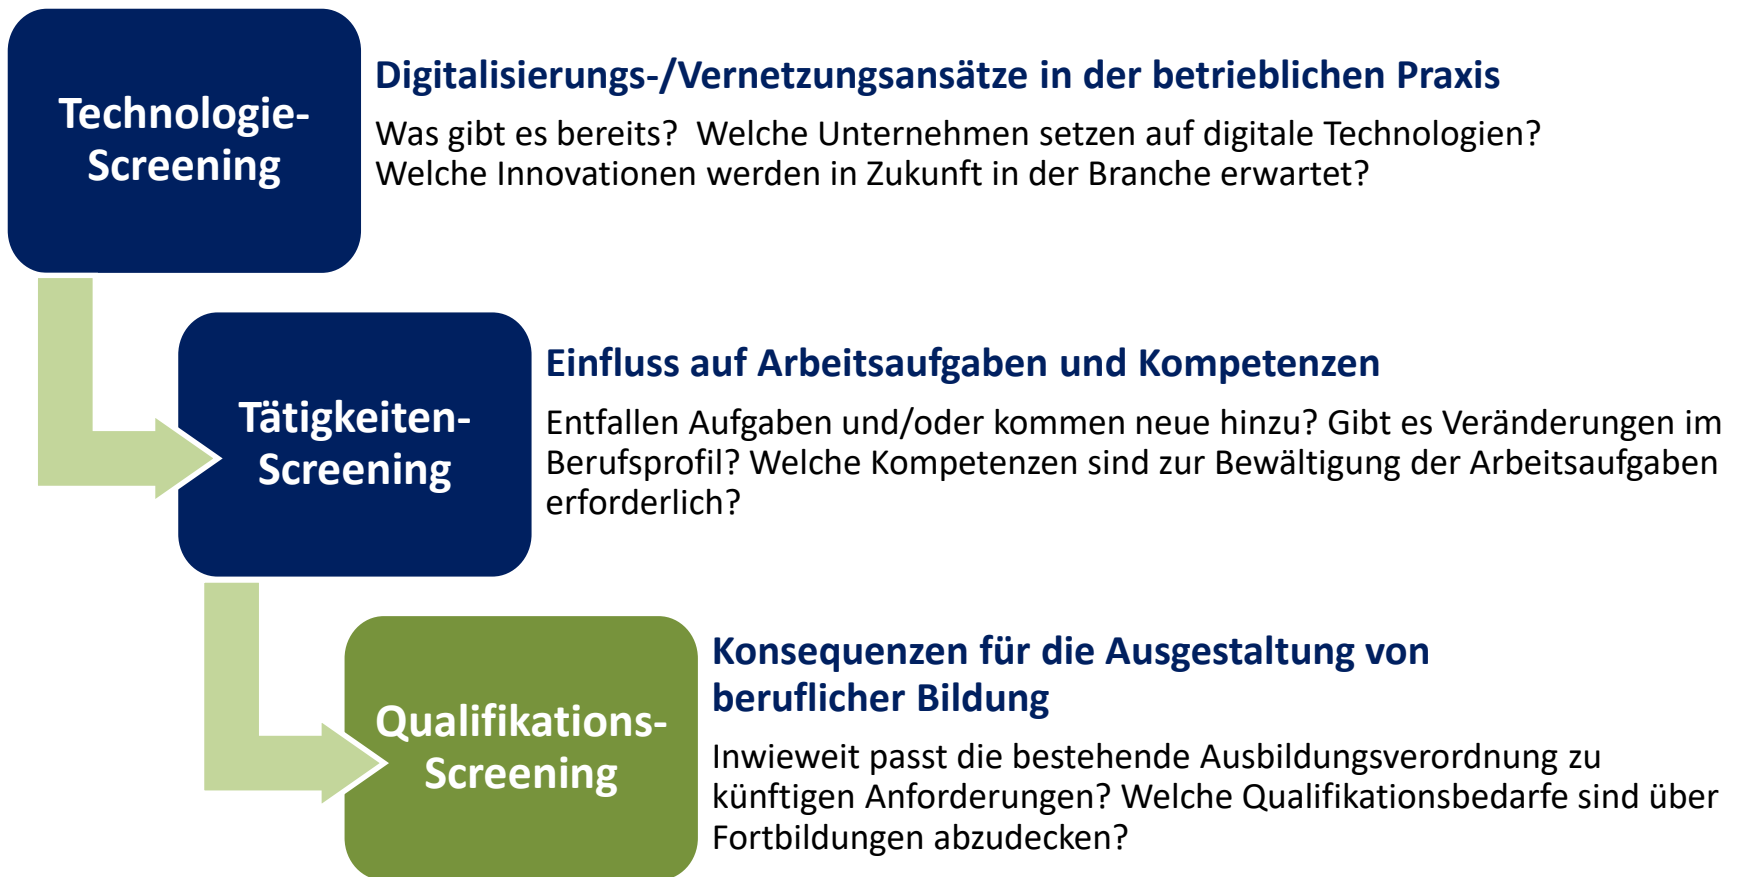 Technologie-
Screening
Digitalisierungs-/Vernetzungsansätze in der betrieblichen Praxis
Was gibt es bereits?  Welche Unternehmen setzen auf digitale Technologien?
Welche Innovationen werden in Zukunft in der Branche erwartet?
Tätigkeiten-
Screening
Einfluss auf Arbeitsaufgaben und Kompetenzen
Entfallen Aufgaben und/oder kommen neue hinzu? Gibt es Veränderungen im
Berufsprofil? Welche Kompetenzen sind zur Bewältigung der Arbeitsaufgaben
erforderlich?
Qualifikations-
Screening
Konsequenzen für die Ausgestaltung von
beruflicher Bildung
Inwieweit passt die bestehende Ausbildungsverordnung zu
künftigen Anforderungen? Welche Qualifikationsbedarfe sind über
Fortbildungen abzudecken?